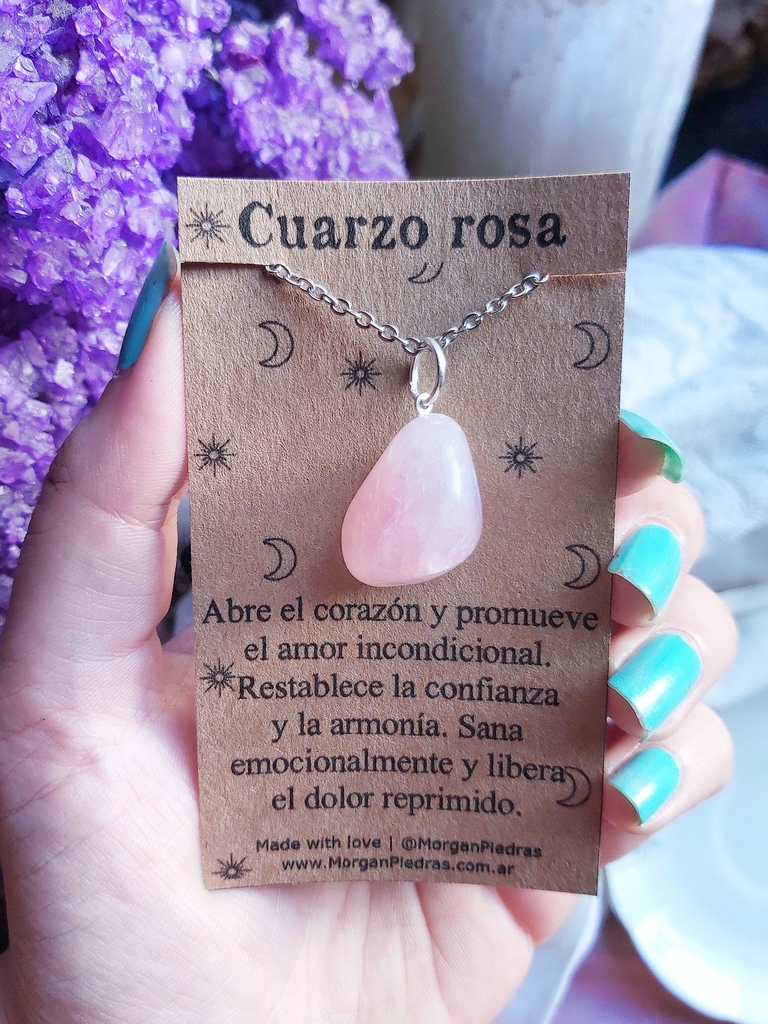 Cuarzo rosa
Abre el corazón y promueve
el amor incondicional.
Restablece la confianza
y la armonía. Sana
emocionalmente y libera
el dolor reprimido.
Made with love | @MorganPiedras
www.MorganPiedras.com.ar